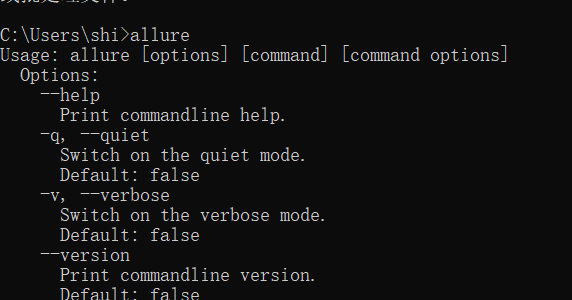 C:\Users\shi>allure
Usage: allure [options] [command] [command options]
  Options:
    --help
      Print commandline help.
    -q, --quiet
      Switch on the quiet mode.
      Default: false
    -v, --verbose
      Switch on the verbose mode.
      Default: false
    --version
      Print commandline version.
      Default: false